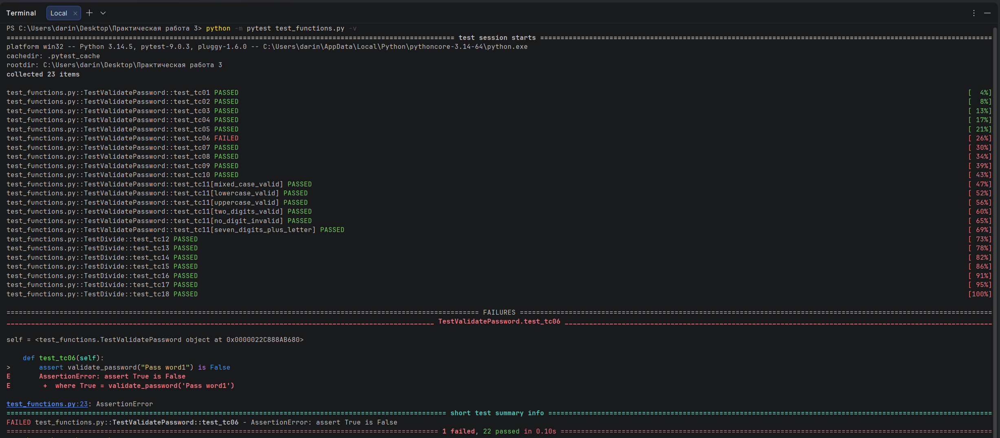 Terminal Local
PS C:\Users\darin\Desktop\Практическая работа 3> python -m pytest test_functions.py -v
============================================================================================================== test session starts ===============================================================================================================
platform win32 -- Python 3.14.5, pytest-9.0.3, pluggy-1.6.0 -- C:\Users\darin\AppData\Local\Python\pythoncore-3.14-64\python.exe
cachedir: .pytest_cache
rootdir: C:\Users\darin\Desktop\Практическая работа 3
collected 23 items
test_functions.py::TestValidatePassword::test_tc01 PASSED [  4%]
test_functions.py::TestValidatePassword::test_tc02 PASSED [  8%]
test_functions.py::TestValidatePassword::test_tc03 PASSED [ 13%]
test_functions.py::TestValidatePassword::test_tc04 PASSED [ 17%]
test_functions.py::TestValidatePassword::test_tc05 PASSED [ 21%]
test_functions.py::TestValidatePassword::test_tc06 FAILED [ 26%]
test_functions.py::TestValidatePassword::test_tc07 PASSED [ 30%]
test_functions.py::TestValidatePassword::test_tc08 PASSED [ 34%]
test_functions.py::TestValidatePassword::test_tc09 PASSED [ 39%]
test_functions.py::TestValidatePassword::test_tc10 PASSED [ 43%]
test_functions.py::TestValidatePassword::test_tc11[mixed_case_valid] PASSED [ 47%]
test_functions.py::TestValidatePassword::test_tc11[lowercase_valid] PASSED [ 52%]
test_functions.py::TestValidatePassword::test_tc11[uppercase_valid] PASSED [ 56%]
test_functions.py::TestValidatePassword::test_tc11[two_digits_valid] PASSED [ 60%]
test_functions.py::TestValidatePassword::test_tc11[no_digit_invalid] PASSED [ 65%]
test_functions.py::TestValidatePassword::test_tc11[seven_digits_plus_letter] PASSED [ 69%]
test_functions.py::TestDivide::test_tc12 PASSED [ 73%]
test_functions.py::TestDivide::test_tc13 PASSED [ 78%]
test_functions.py::TestDivide::test_tc14 PASSED [ 82%]
test_functions.py::TestDivide::test_tc15 PASSED [ 86%]
test_functions.py::TestDivide::test_tc16 PASSED [ 91%]
test_functions.py::TestDivide::test_tc17 PASSED [ 95%]
test_functions.py::TestDivide::test_tc18 PASSED [100%]
==================================================================================================================== FAILURES ====================================================================================================================
_________________________________________________________________________________________________________ TestValidatePassword.test_tc06 _________________________________________________________________________________________________________
self = <test_functions.TestValidatePassword object at 0x0000022C888AB680>
def test_tc06(self):
> assert validate_password("Pass word1") is False
E AssertionError: assert True is False
E + where True = validate_password('Pass word1')
test_functions.py:23: AssertionError
============================================================================================================ short test summary info =============================================================================================================
FAILED test_functions.py::TestValidatePassword::test_tc06 - AssertionError: assert True is False
========================================================================================================== 1 failed, 22 passed in 0.10s ==========================================================================================================